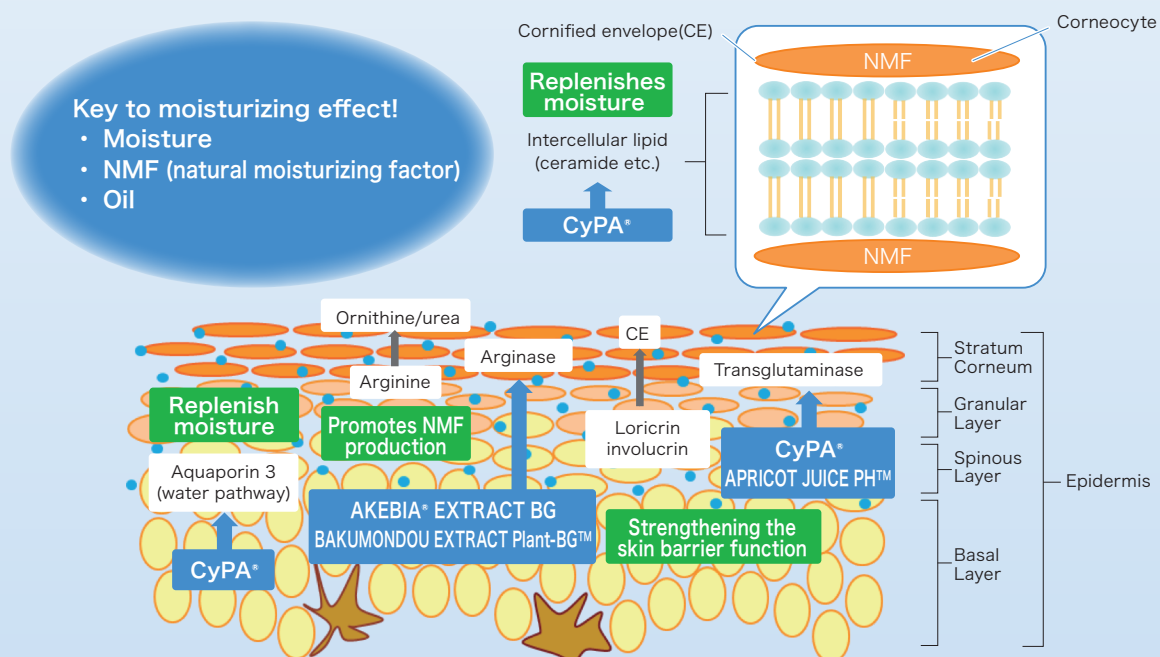 Key to moisturizing effect!
・ Moisture
・ NMF (natural moisturizing factor)
・ Oil
Cornified envelope(CE)
Corneocyte
Replenishes
moisture
Intercellular lipid
(ceramide etc.)
CyPA®
NMF
NMF
Ornithine/urea
Arginine
Arginase
CE
Transglutaminase
Replenish
moisture
Promotes NMF
production
Loricrin
involucrin
CyPA®
APRICOT JUICE PH™
Aquaporin 3
(water pathway)
CyPA®
AKEBIA® EXTRACT BG
BAKUMONDOU EXTRACT Plant-BG™
Strengthening the
skin barrier function
Stratum
Corneum
Granular
Layer
Spinous
Layer
Basal
Layer
Epidermis